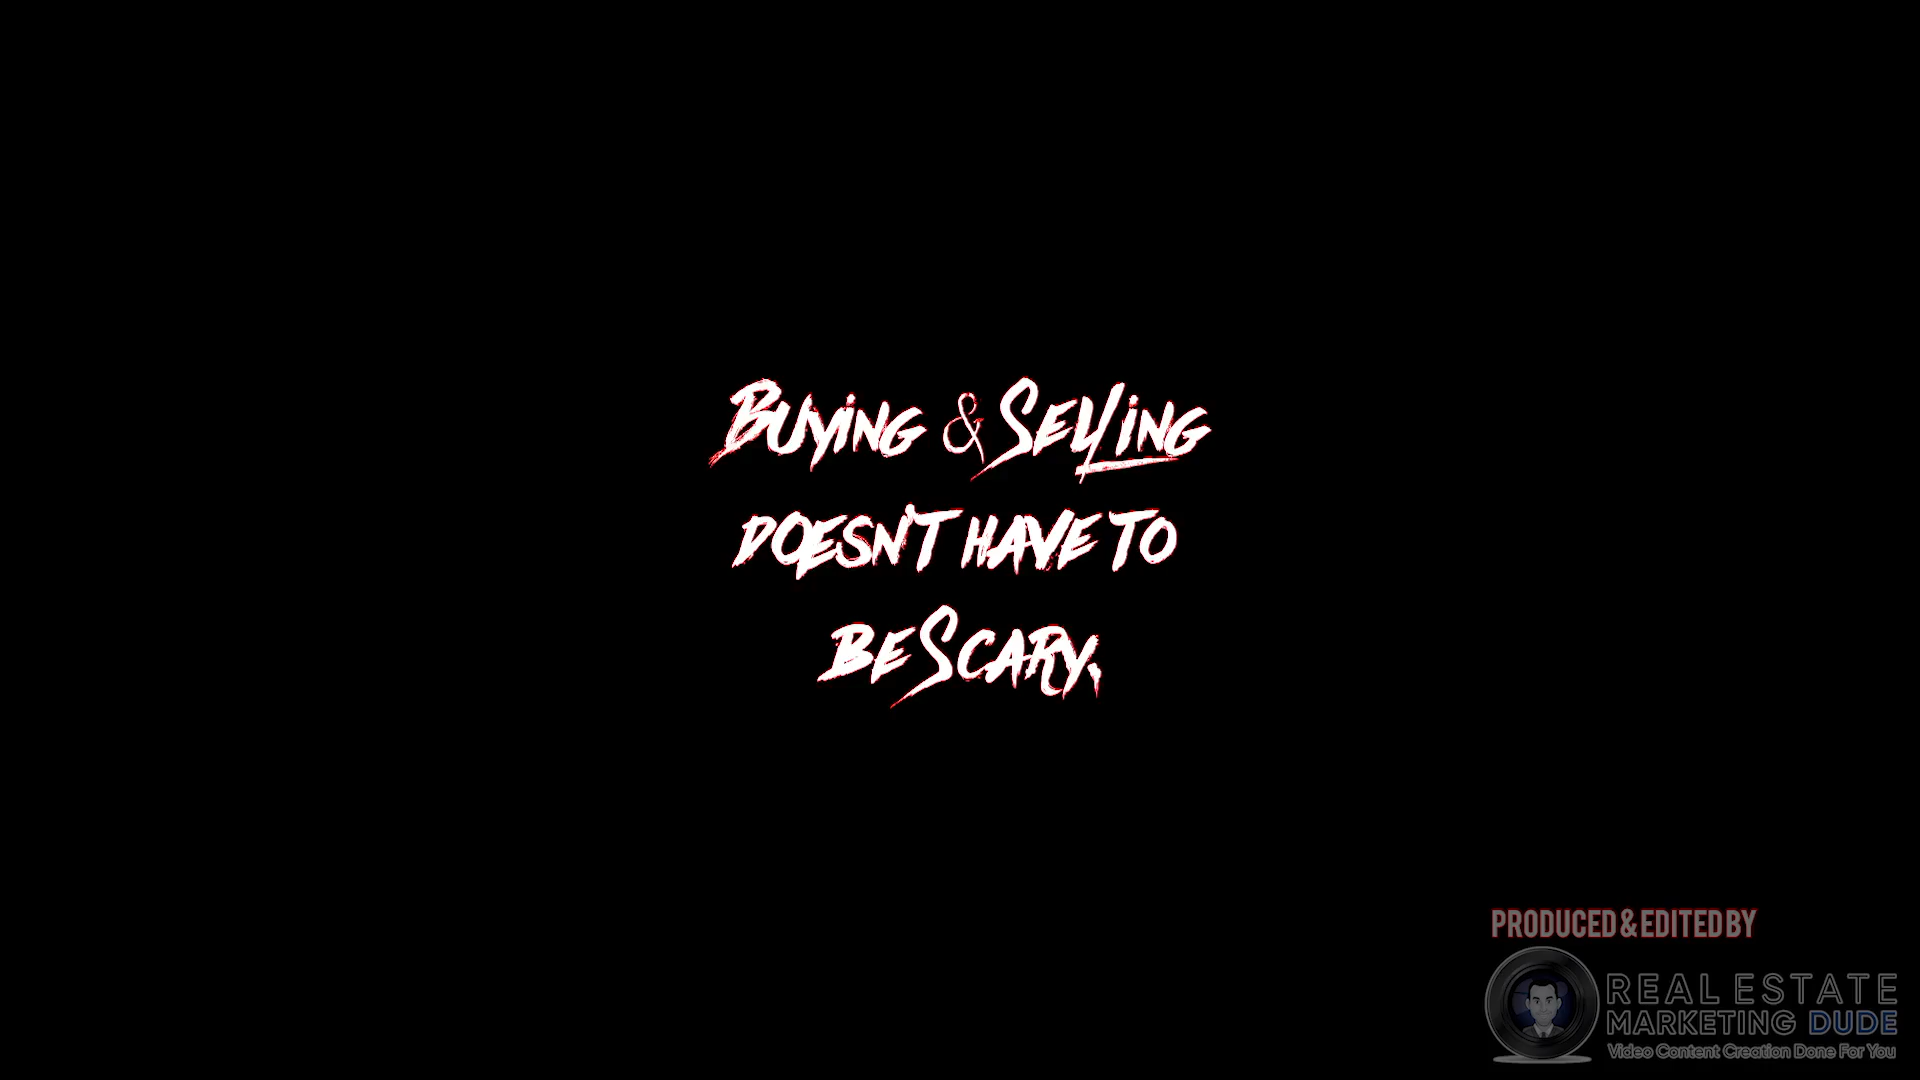 Buying & Selling
doesn't have to
be Scary.
PRODUCED & EDITED BY
REAL ESTATE
MARKETING DUDE
Video Content Creation Done For You